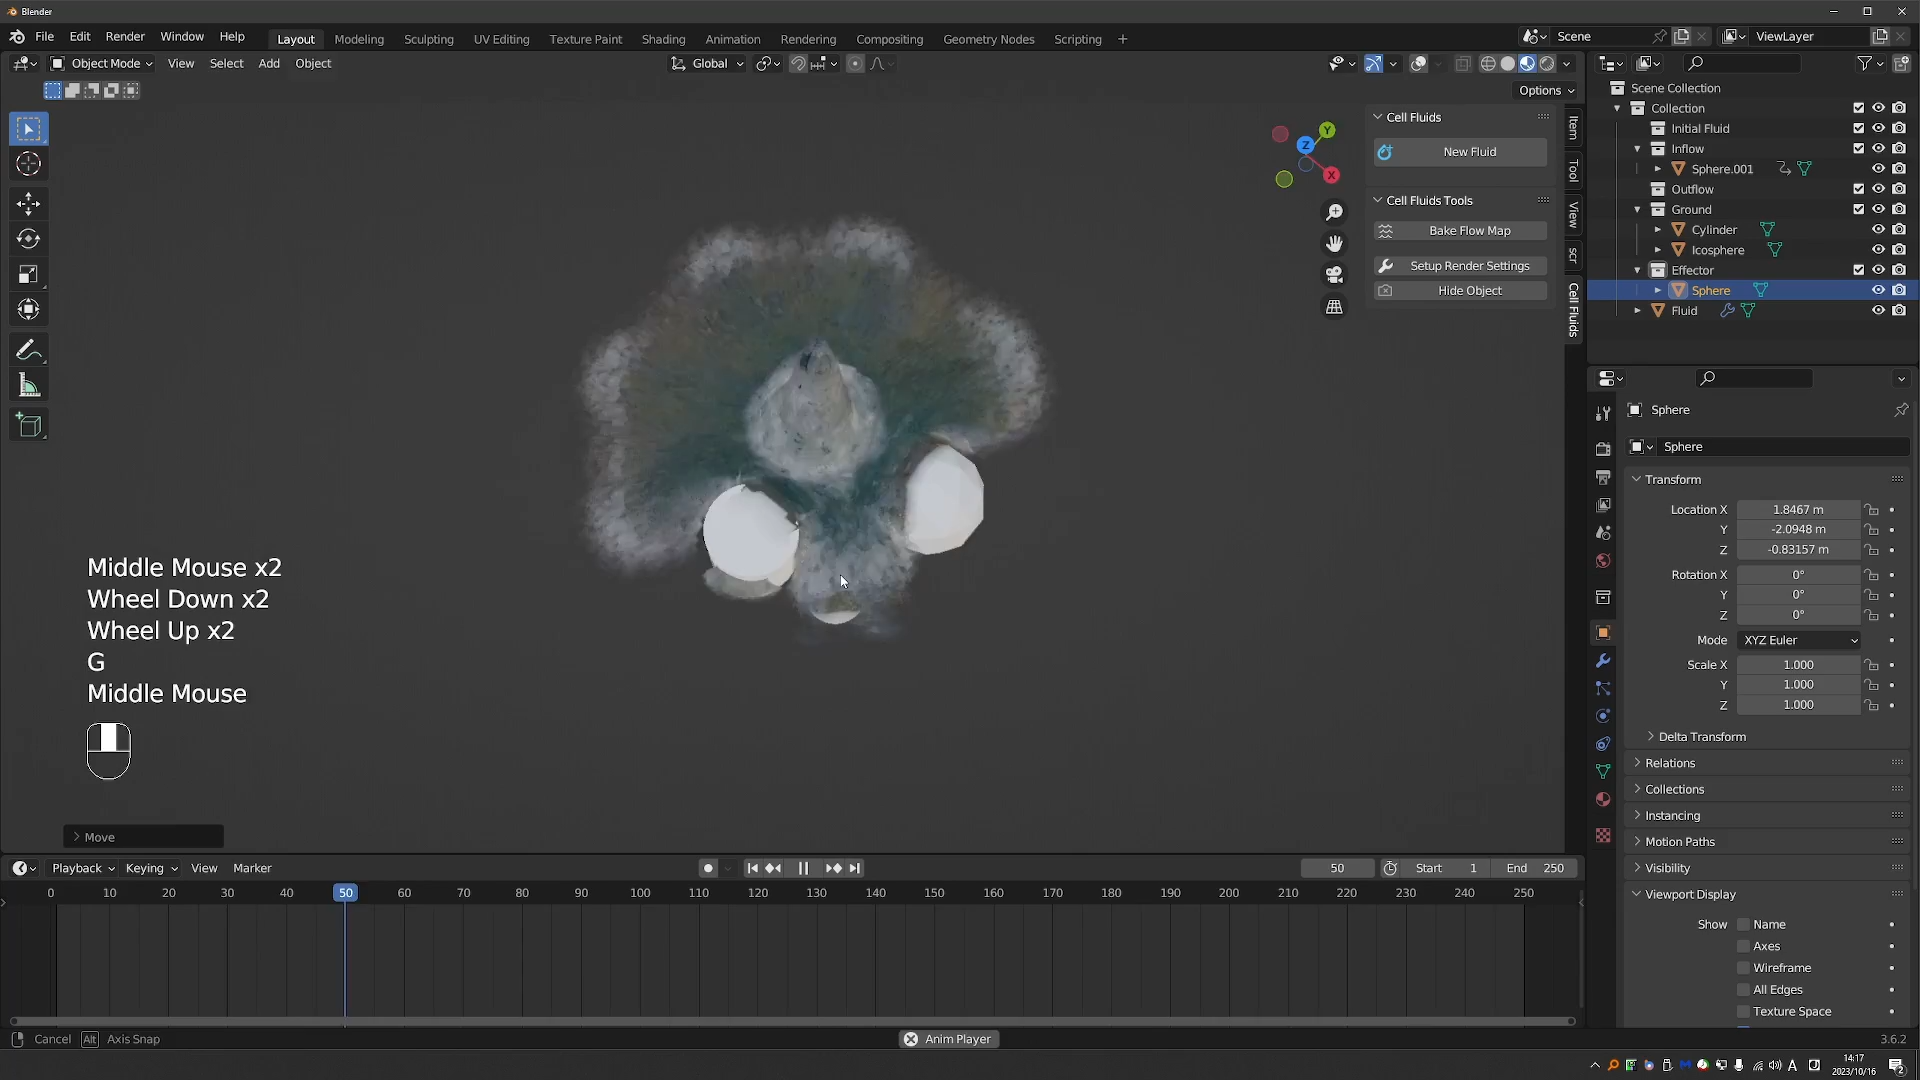 Blender
File Edit Render Window Help
Layout Modeling Sculpting UV Editing Texture Paint Shading Animation Rendering Compositing Geometry Nodes Scripting +
Scene
ViewLayer
Object Mode View Select Add Object
Global
Options
Cell Fluids
New Fluid
Cell Fluids Tools
Bake Flow Map
Setup Render Settings
Hide Object
Item
Tool
View
scr
Cell Fluids
X
Y
Z
Scene Collection
Collection
Initial Fluid
Inflow
Sphere.001
Outflow
Ground
Cylinder
Icosphere
Effector
Sphere
Fluid
Sphere
Sphere
Transform
Location X 1.8467 m
Y -2.0948 m
Z -0.83157 m
Rotation X 0°
Y 0°
Z 0°
Mode XYZ Euler
Scale X 1.000
Y 1.000
Z 1.000
Delta Transform
Relations
Collections
Instancing
Motion Paths
Visibility
Viewport Display
Show Name
Axes
Wireframe
All Edges
Texture Space
Middle Mouse x2
Wheel Down x2
Wheel Up x2
G
Middle Mouse
Move
Playback Keying View Marker
50 Start 1 End 250
0 10 20 30 40 50 60 70 80 90 100 110 120 130 140 150 160 170 180 190 200 210 220 230 240 250
Cancel Alt Axis Snap
Anim Player
3.6.2
A
14:17
2023/10/16
2